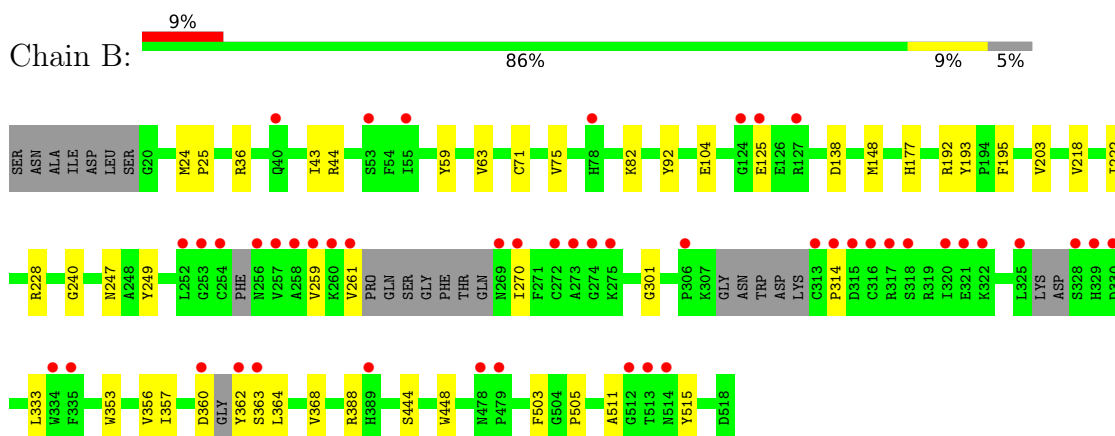 9%
Chain B:
86% 9% 5%
SER ASN ALA ILE ASP LEU SER G20 M24 P25 R36 Q40 I43 R44 S53 F54 I55 Y59 V63 C71 V75 H78 K82 Y92 E104 G124 E125 E126 R127 D138 M148 H177 R192 Y193 P194 F195 V203 V218
R228 G240 N247 A248 Y249 L252 G253 C254 PHE N256 V257 A258 V259 K260 V261 PRO GLN SER GLY PHE THR GLN N269 I270 F271 C272 A273 G274 K275 G301 P306 K307 GLY ASN TRP ASP LYS C313 P314 D315 C316 R317 S318 R319 I320 E321 K322 L325 LYS ASP S328 H329 D330
L333 W334 F335 W353 V356 I357 D360 GLY Y362 S363 L364 V368 R388 H389 S444 W448 N478 P479 F503 G504 P505 A511 G512 T513 N514 Y515 D518